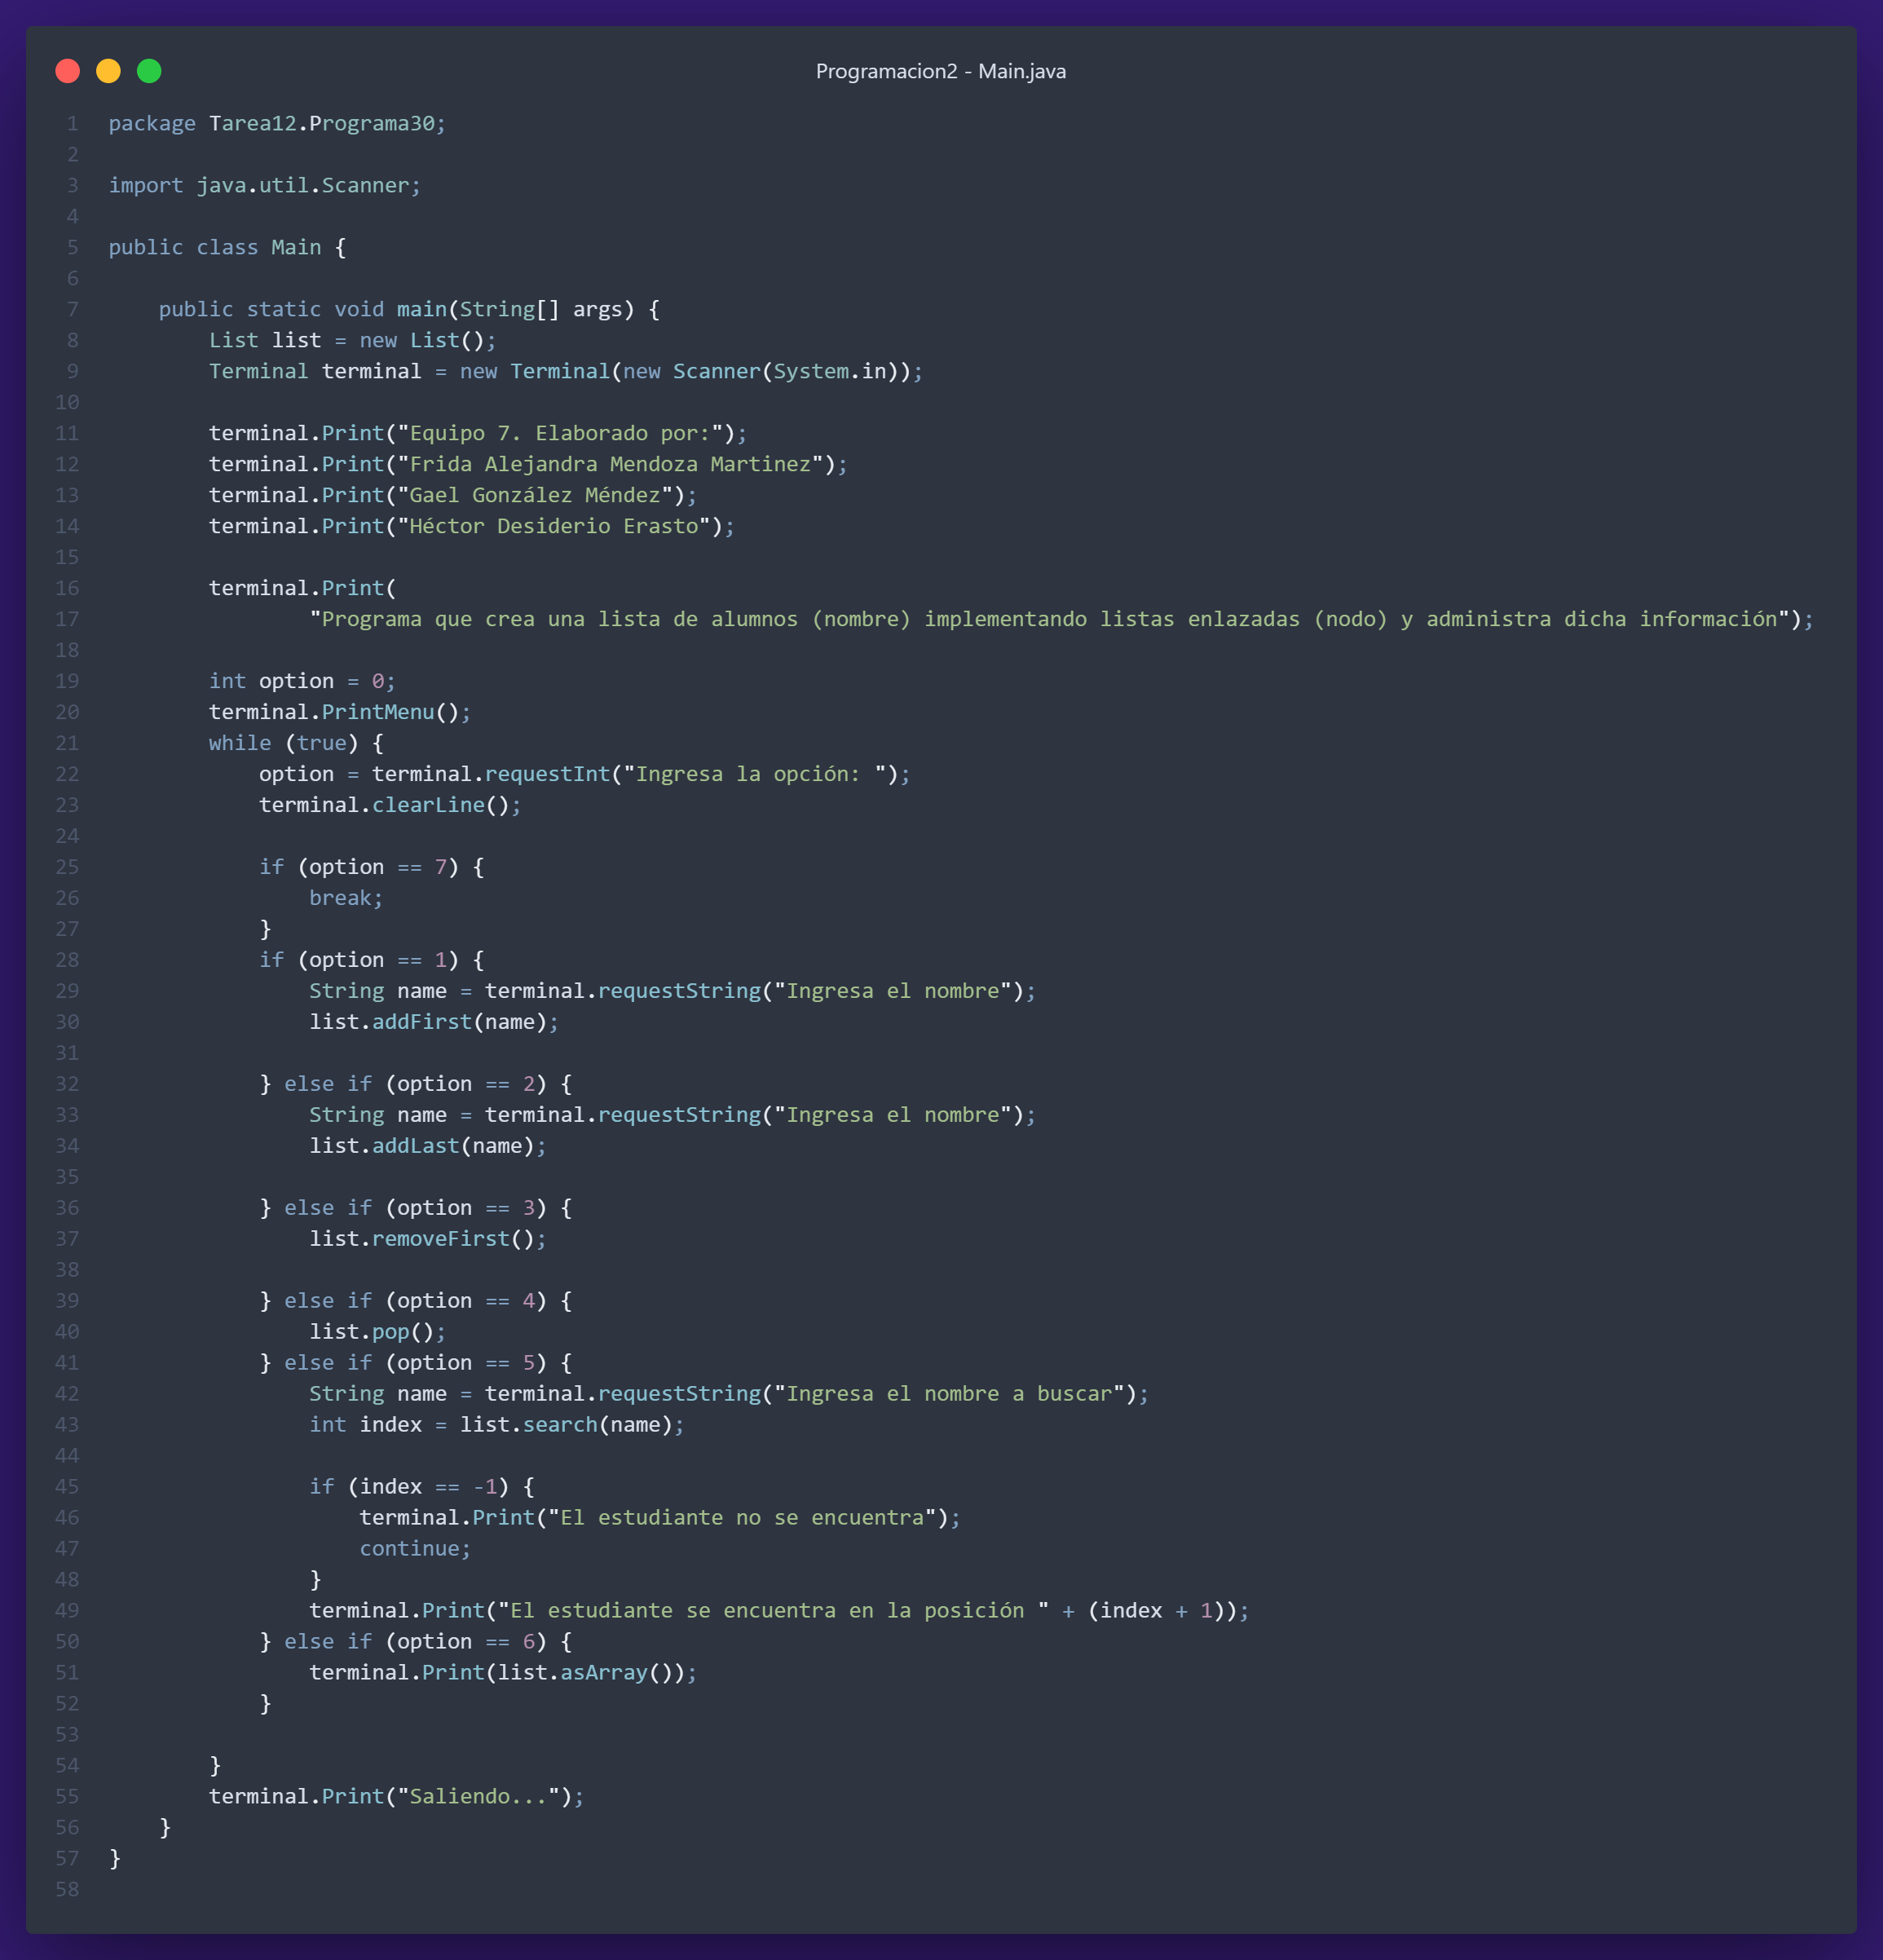 Programacion2 - Main.java
1 package Tarea12.Programa30;
2
3 import java.util.Scanner;
4
5 public class Main {
6
7     public static void main(String[] args) {
8         List list = new List();
9         Terminal terminal = new Terminal(new Scanner(System.in));
10
11         terminal.Print("Equipo 7. Elaborado por:");
12         terminal.Print("Frida Alejandra Mendoza Martinez");
13         terminal.Print("Gael González Méndez");
14         terminal.Print("Héctor Desiderio Erasto");
15
16         terminal.Print(
17                 "Programa que crea una lista de alumnos (nombre) implementando listas enlazadas (nodo) y administra dicha información");
18
19         int option = 0;
20         terminal.PrintMenu();
21         while (true) {
22             option = terminal.requestInt("Ingresa la opción: ");
23             terminal.clearLine();
24
25             if (option == 7) {
26                 break;
27             }
28             if (option == 1) {
29                 String name = terminal.requestString("Ingresa el nombre");
30                 list.addFirst(name);
31
32             } else if (option == 2) {
33                 String name = terminal.requestString("Ingresa el nombre");
34                 list.addLast(name);
35
36             } else if (option == 3) {
37                 list.removeFirst();
38
39             } else if (option == 4) {
40                 list.pop();
41             } else if (option == 5) {
42                 String name = terminal.requestString("Ingresa el nombre a buscar");
43                 int index = list.search(name);
44
45                 if (index == -1) {
46                     terminal.Print("El estudiante no se encuentra");
47                     continue;
48                 }
49                 terminal.Print("El estudiante se encuentra en la posición " + (index + 1));
50             } else if (option == 6) {
51                 terminal.Print(list.asArray());
52             }
53
54         }
55         terminal.Print("Saliendo...");
56     }
57 }
58